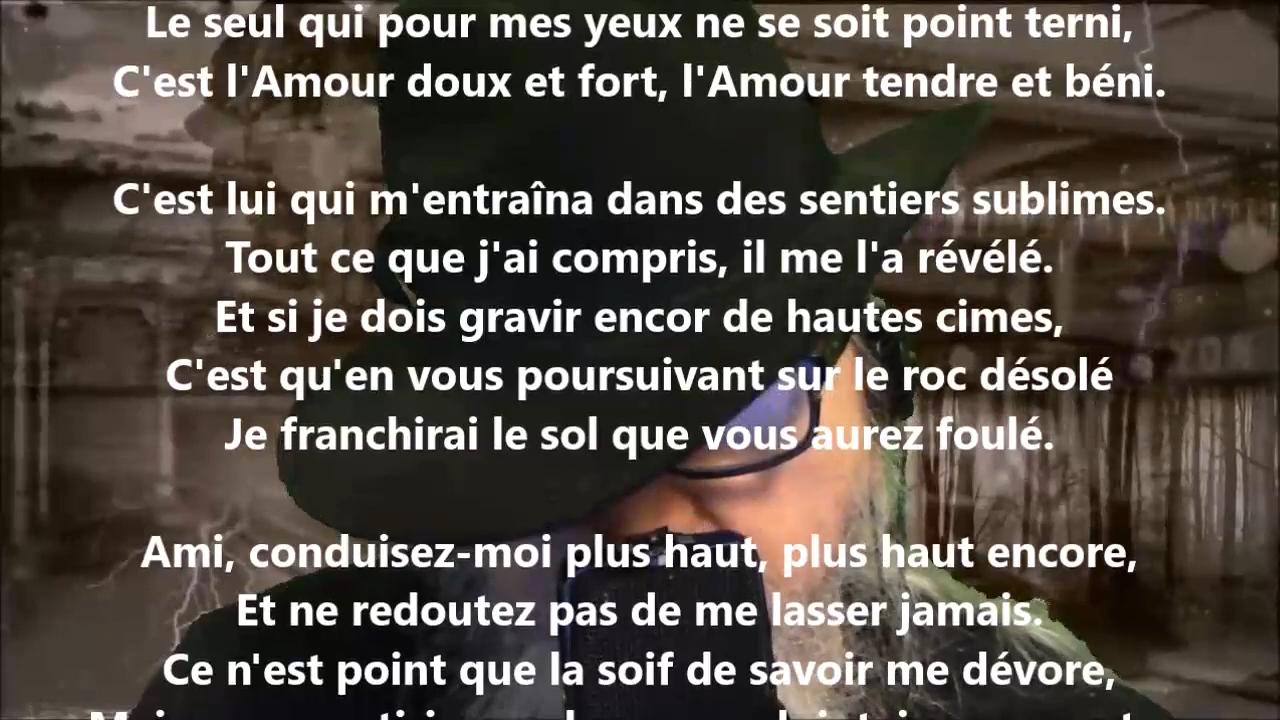 Le seul qui pour mes yeux ne se soit point terni,
C'est l'Amour doux et fort, l'Amour tendre et béni.
C'est lui qui m'entraîna dans des sentiers sublimes.
Tout ce que j'ai compris, il me l'a révélé.
Et si je dois gravir encor de hautes cimes,
C'est qu'en vous poursuivant sur le roc désolé
Je franchirai le sol que vous aurez foulé.
Ami, conduisez-moi plus haut, plus haut encore,
Et ne redoutez pas de me lasser jamais.
Ce n'est point que la soif de savoir me dévore,